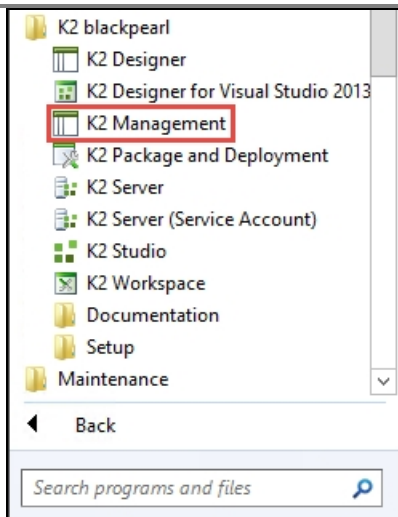 K2 blackpearl
K2 Designer
K2 Designer for Visual Studio 2013
K2 Management
K2 Package and Deployment
K2 Server
K2 Server (Service Account)
K2 Studio
K2 Workspace
Documentation
Setup
Maintenance
Back
Search programs and files